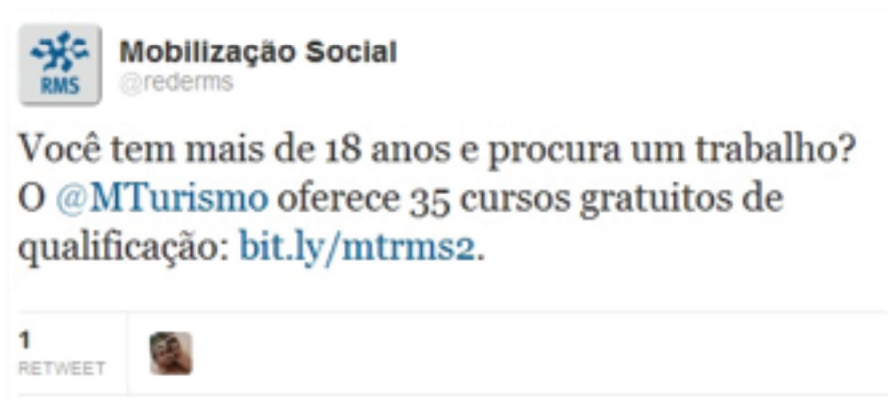 RMS
Mobilização Social
@rederms
Você tem mais de 18 anos e procura um trabalho?
O @MTurismo oferece 35 cursos gratuitos de
qualificação: bit.ly/mtrms2.
1
RETWEET